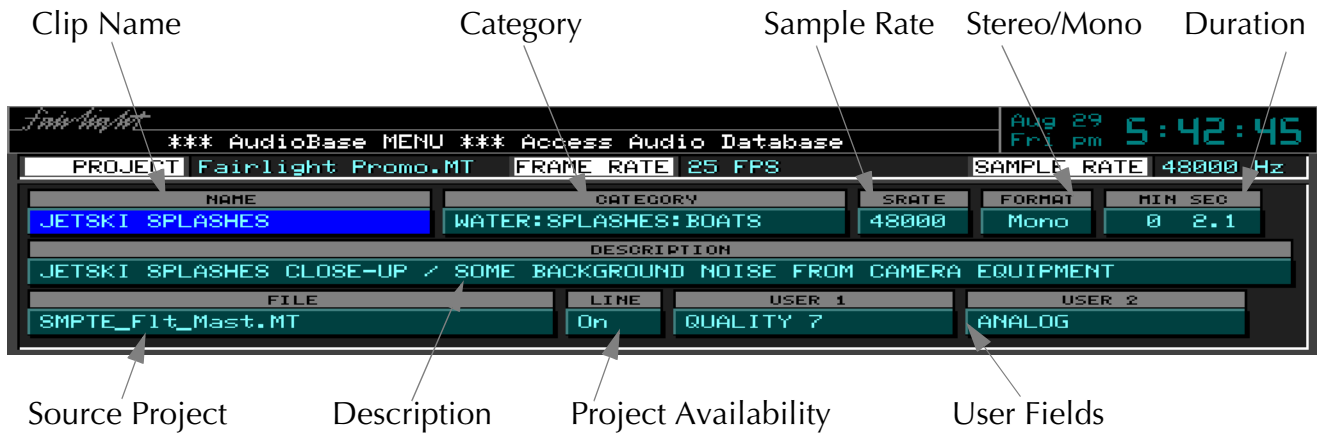 Clip Name Category Sample Rate Stereo/Mono Duration
fairlight Aug 29
*** AudioBase MENU *** Access Audio Database Fri pm 5:42:45
PROJECT Fairlight Promo.MT FRAME RATE 25 FPS SAMPLE RATE 48000 Hz
NAME CATEGORY SRATE FORMAT MIN SEC
JETSKI SPLASHES WATER:SPLASHES:BOATS 48000 Mono 0 2.1
DESCRIPTION
JETSKI SPLASHES CLOSE-UP / SOME BACKGROUND NOISE FROM CAMERA EQUIPMENT
FILE LINE USER 1 USER 2
SMPTE_Flt_Mast.MT On QUALITY 7 ANALOG
Source Project Description Project Availability User Fields